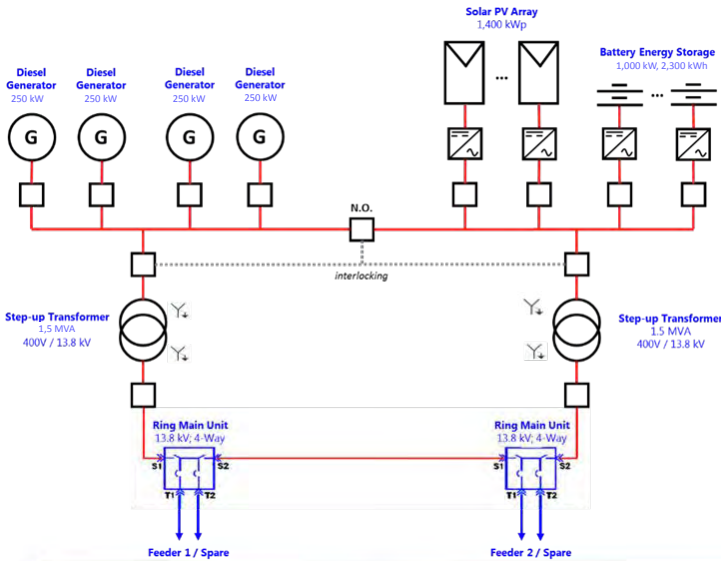 Solar PV Array
1,400 kWp
Battery Energy Storage
1,000 kW, 2,300 kWh
Diesel
Generator
250 kW
Diesel
Generator
250 kW
Diesel
Generator
250 kW
Diesel
Generator
250 kW
...
...
G
G
G
G
N.O.
interlocking
Step-up Transformer
1,5 MVA
400V / 13.8 kV
Step-up Transformer
1.5 MVA
400V / 13.8 kV
Ring Main Unit
13.8 kV; 4-Way
S1
S2
T1
T2
Ring Main Unit
13.8 kV; 4-Way
S1
S2
T1
T2
Feeder 1 / Spare
Feeder 2 / Spare